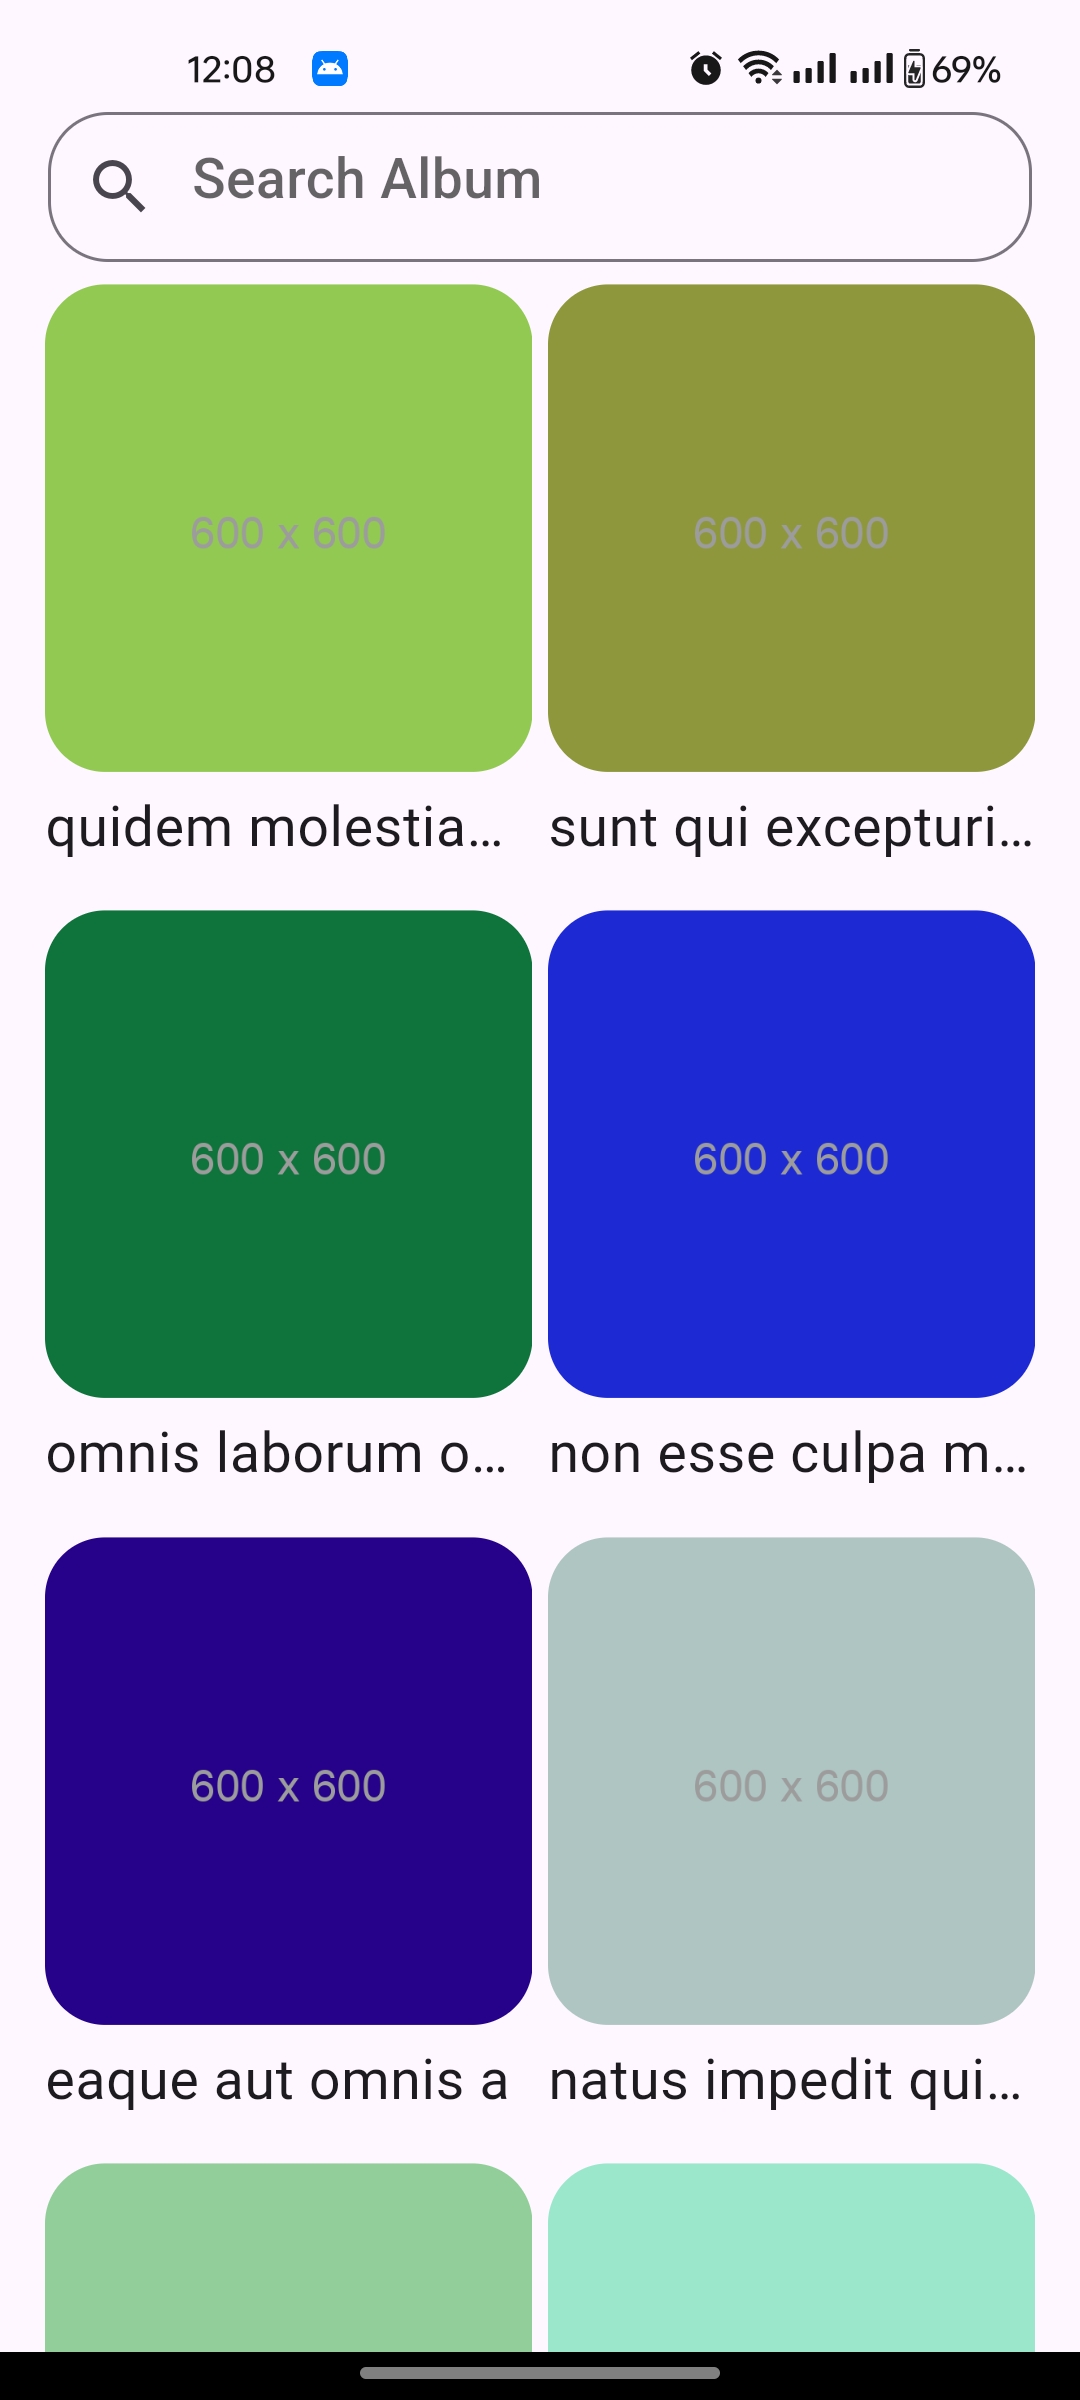 12:08 69%
Search Album
600 x 600 600 x 600
quidem molestia... sunt qui excepturi...
600 x 600 600 x 600
omnis laborum o... non esse culpa m...
600 x 600 600 x 600
eaque aut omnis a natus impedit qui...